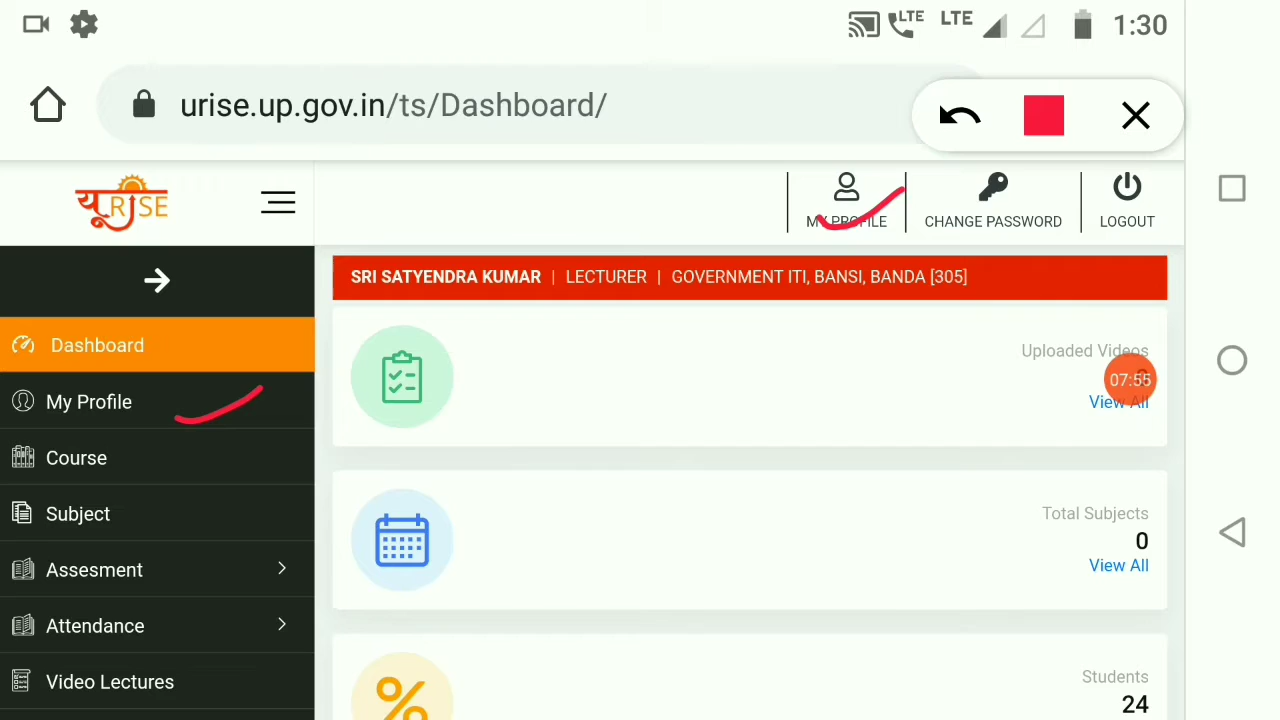 LTE LTE 1:30
urise.up.gov.in/ts/Dashboard/
यू RISE
MY PROFILE CHANGE PASSWORD LOGOUT
SRI SATYENDRA KUMAR | LECTURER | GOVERNMENT ITI, BANSI, BANDA [305]
Dashboard
My Profile
Course
Subject
Assesment
Attendance
Video Lectures
Uploaded Videos
07:55
View All
Total Subjects
0
View All
Students
24